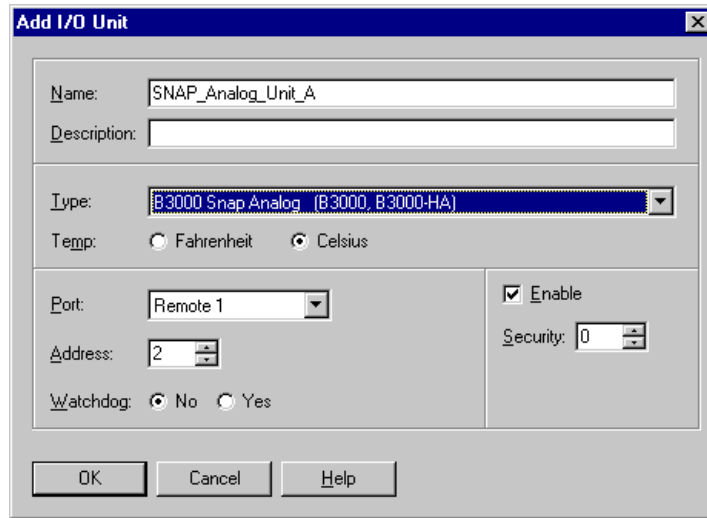 Add I/O Unit
Name: SNAP_Analog_Unit_A
Description:
Type: B3000 Snap Analog (B3000, B3000-HA)
Temp: Fahrenheit Celsius
Port: Remote 1
Enable
Address: 2
Security: 0
Watchdog: No Yes
OK Cancel Help